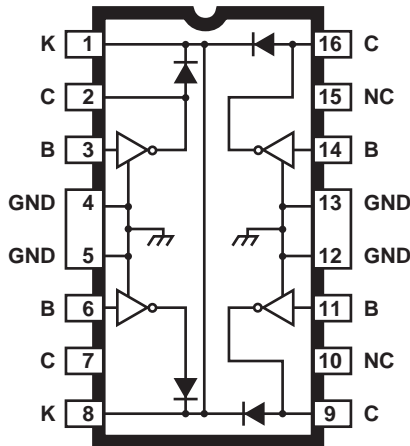 K 1 16 C
C 2 15 NC
B 3 14 B
GND 4 13 GND
GND 5 12 GND
B 6 11 B
C 7 10 NC
K 8 9 C